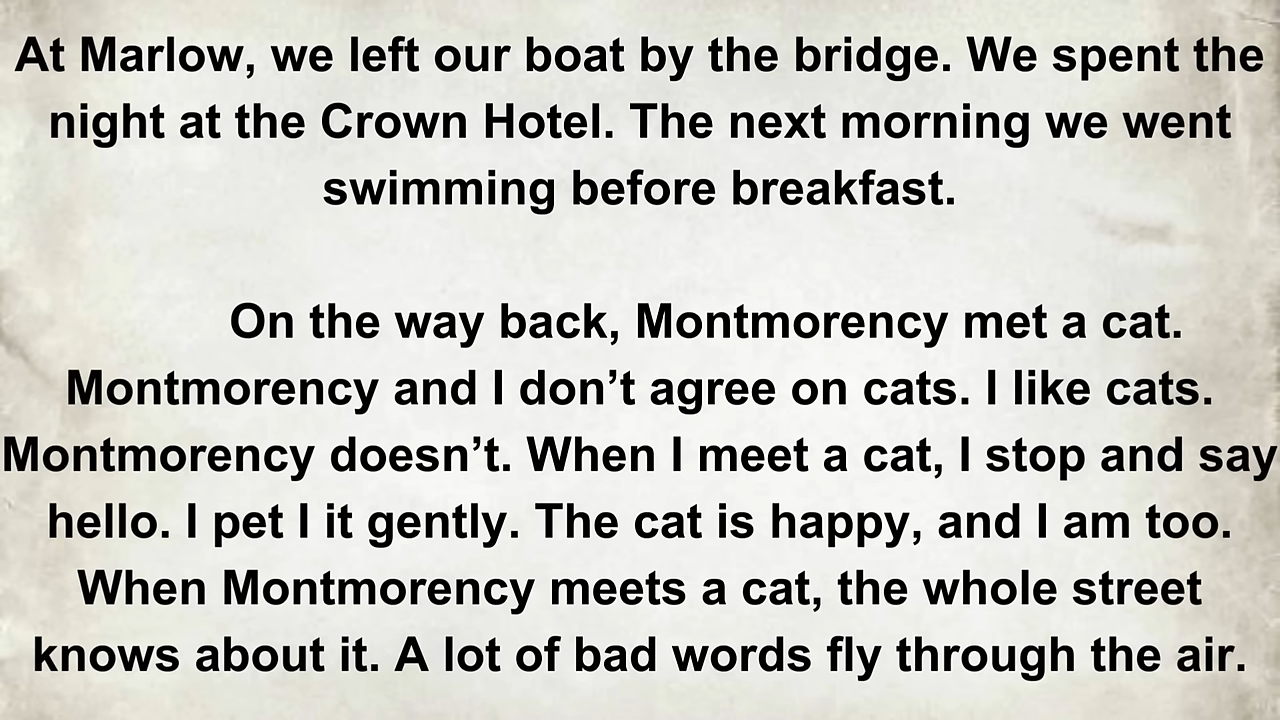 At Marlow, we left our boat by the bridge. We spent the
night at the Crown Hotel. The next morning we went
swimming before breakfast.
On the way back, Montmorency met a cat.
Montmorency and I don’t agree on cats. I like cats.
Montmorency doesn’t. When I meet a cat, I stop and say
hello. I pet I it gently. The cat is happy, and I am too.
When Montmorency meets a cat, the whole street
knows about it. A lot of bad words fly through the air.